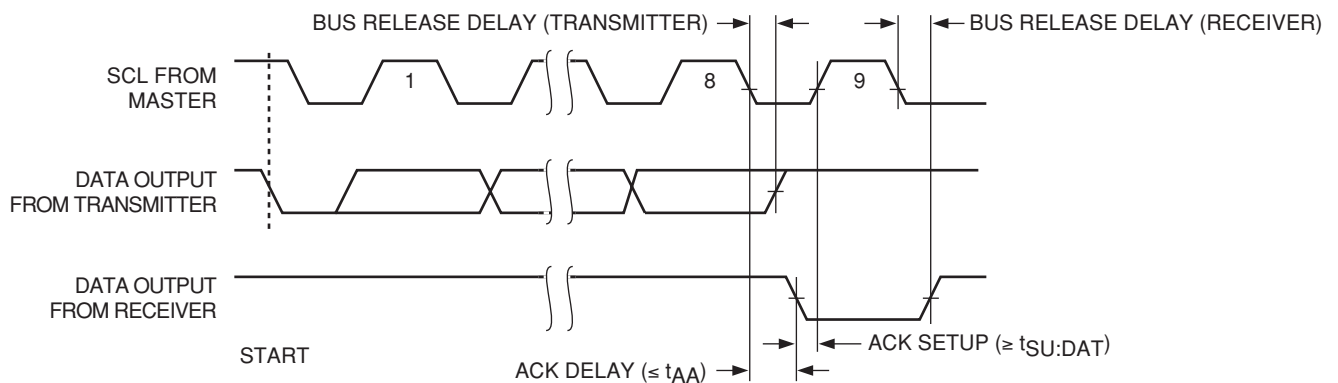 BUS RELEASE DELAY (TRANSMITTER)
BUS RELEASE DELAY (RECEIVER)
SCL FROM
MASTER
1
8
9
DATA OUTPUT
FROM TRANSMITTER
DATA OUTPUT
FROM RECEIVER
START
ACK SETUP (≥ tSU:DAT)
ACK DELAY (≤ tAA)